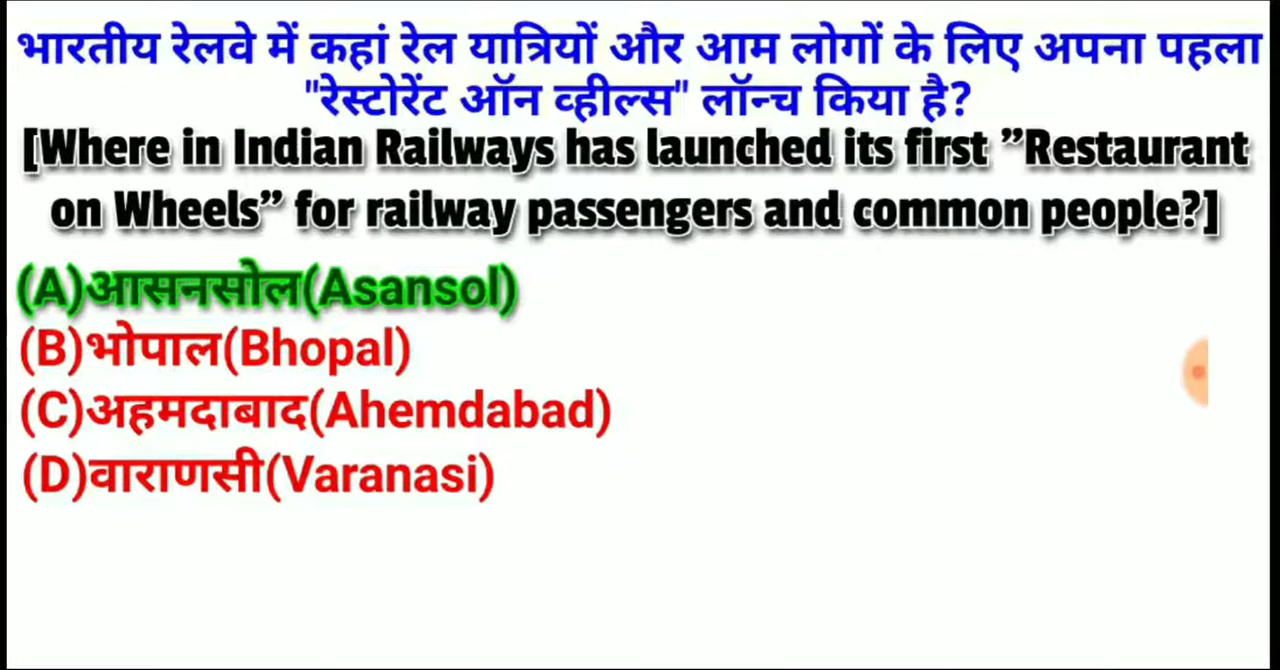 भारतीय रेलवे में कहां रेल यात्रियों और आम लोगों के लिए अपना पहला
"रेस्टोरेंट ऑन व्हील्स" लॉन्च किया है?
[Where in Indian Railways has launched its first ”Restaurant
on Wheels” for railway passengers and common people?]
(A)आसनसोल(Asansol)
(B)भोपाल(Bhopal)
(C)अहमदाबाद(Ahemdabad)
(D)वाराणसी(Varanasi)